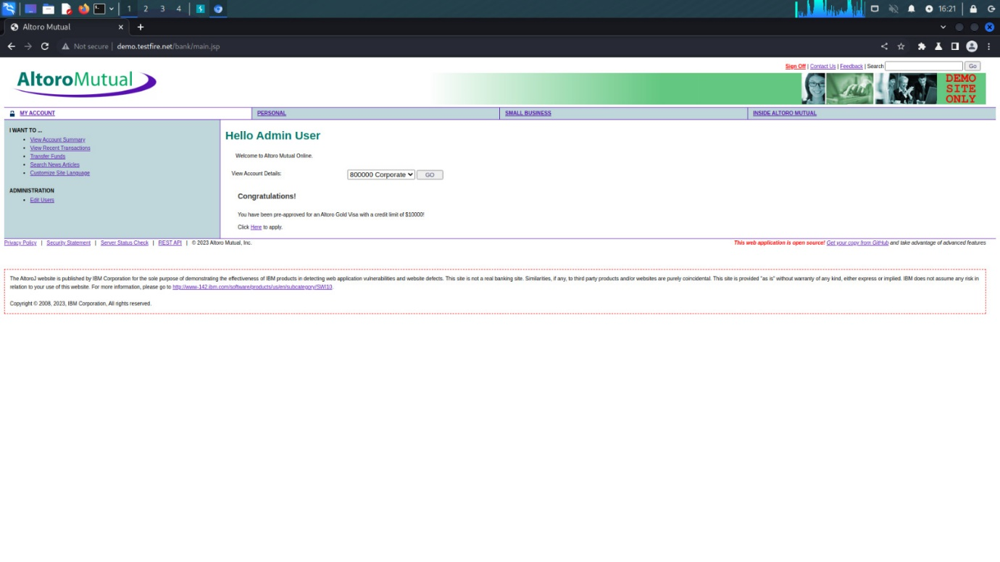 1 2 3 4 16:21
Altoro Mutual
Not secure | demo.testfire.net/bank/main.jsp
Sign Off | Contact Us | Feedback | Search Go
AltoroMutual
DEMO
SITE
ONLY
MY ACCOUNT PERSONAL SMALL BUSINESS INSIDE ALTORO MUTUAL
I WANT TO ...
• View Account Summary
• View Recent Transactions
• Transfer Funds
• Search News Articles
• Customize Site Language
ADMINISTRATION
• Edit Users
Hello Admin User
Welcome to Altoro Mutual Online.
View Account Details: 800000 Corporate GO
Congratulations!
You have been pre-approved for an Altoro Gold Visa with a credit limit of $10000!
Click Here to apply.
Privacy Policy | Security Statement | Server Status Check | REST API | © 2023 Altoro Mutual, Inc. This web application is open source! Get your copy from GitHub and take advantage of advanced features
The AltoroJ website is published by IBM Corporation for the sole purpose of demonstrating the effectiveness of IBM products in detecting web application vulnerabilities and website defects. This site is not a real banking site. Similarities, if any, to third party products and/or websites are purely coincidental. This site is provided "as is" without warranty of any kind, either express or implied. IBM does not assume any risk in
relation to your use of this website. For more information, please go to http://www-142.ibm.com/software/products/us/en/subcategory/SWI10.
Copyright © 2008, 2023, IBM Corporation, All rights reserved.